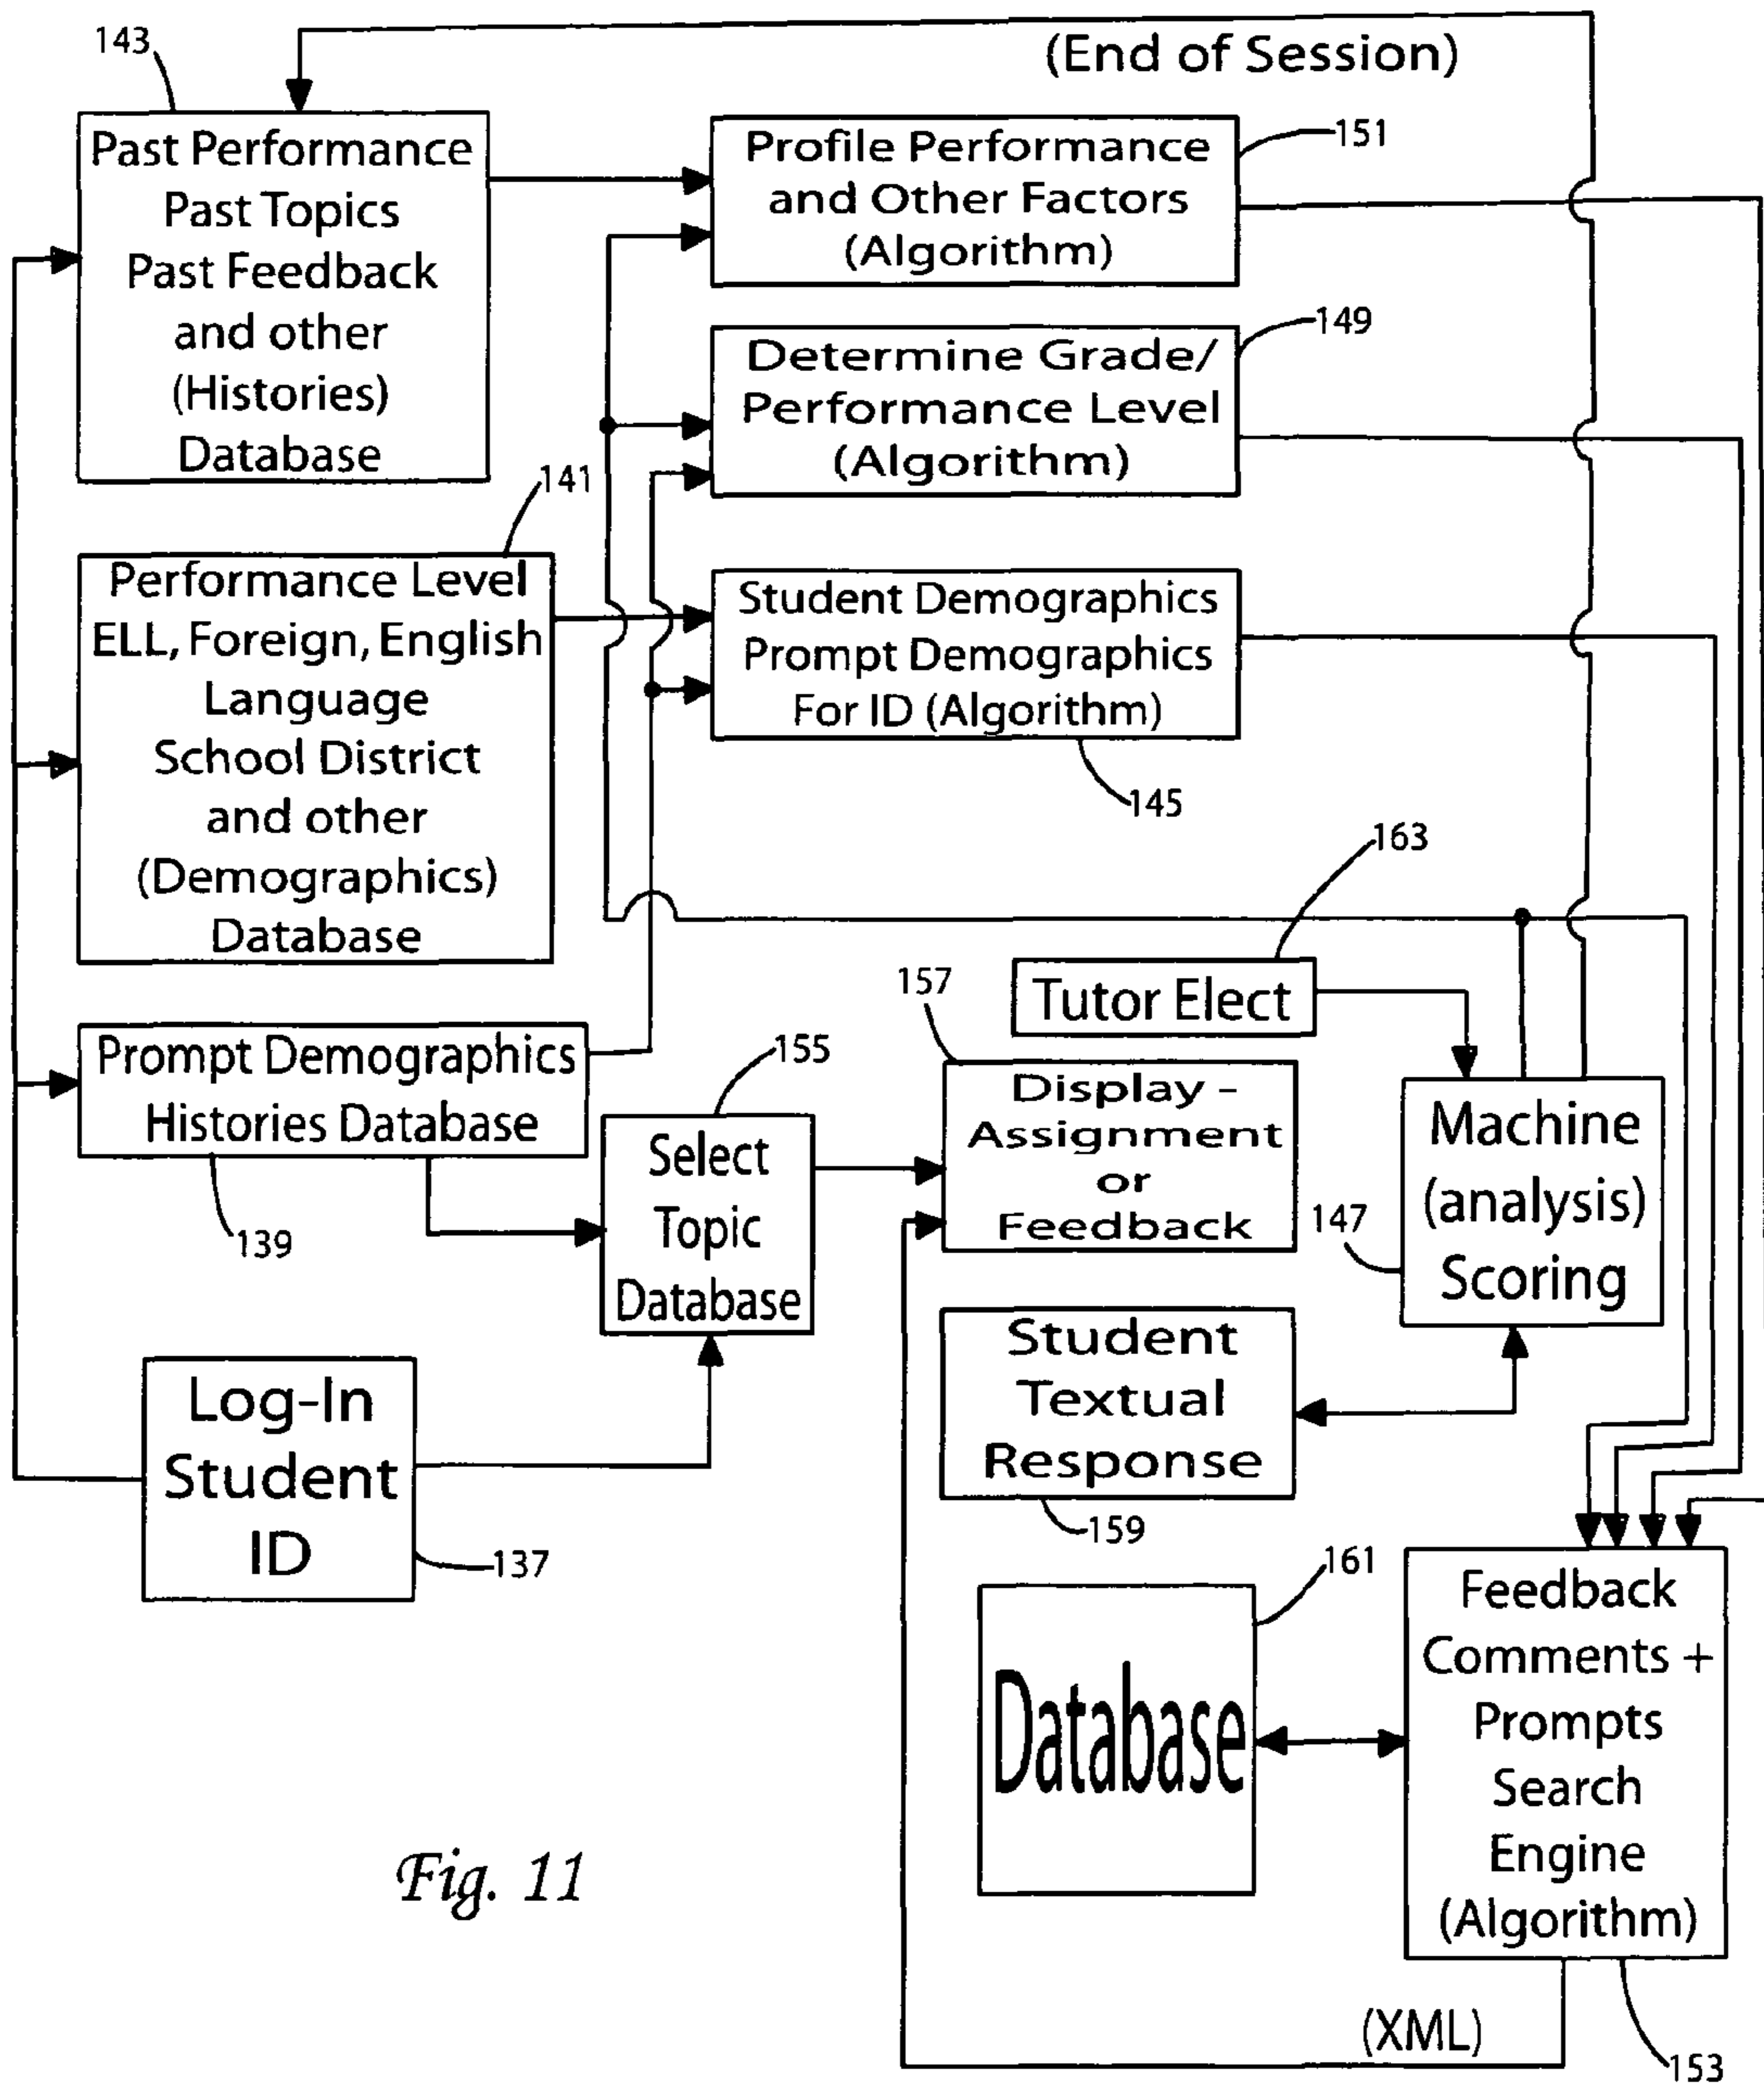 143
(End of Session)
Past Performance
Past Topics
Past Feedback
and other
(Histories)
Database
Profile Performance
and Other Factors
(Algorithm)
151
Determine Grade/
Performance Level
(Algorithm)
149
141
Performance Level
ELL, Foreign, English
Language
School District
and other
(Demographics)
Database
Student Demographics
Prompt Demographics
For ID (Algorithm)
145
163
Tutor Elect
157
Prompt Demographics
Histories Database
139
155
Select
Topic
Database
Display -
Assignment
or
Feedback
Machine
(analysis)
Scoring
147
Student
Textual
Response
159
Log-In
Student
ID
137
161
Database
Feedback
Comments +
Prompts
Search
Engine
(Algorithm)
(XML)
153
Fig. 11